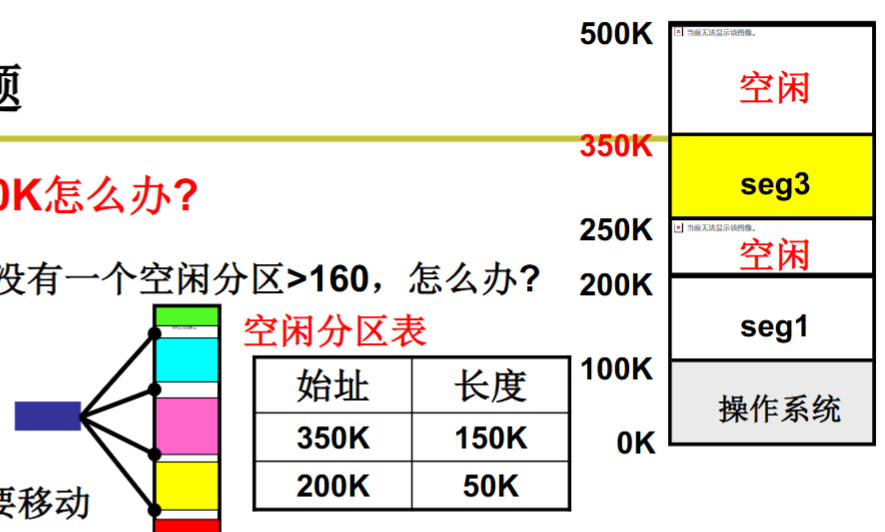 题
0K怎么办?
没有一个空闲分区>160，怎么办?
空闲分区表
始址 长度
350K 150K
200K 50K
要移动
500K
当前无法显示该图像。
空闲
350K
seg3
250K
当前无法显示该图像。
空闲
200K
seg1
100K
操作系统
0K